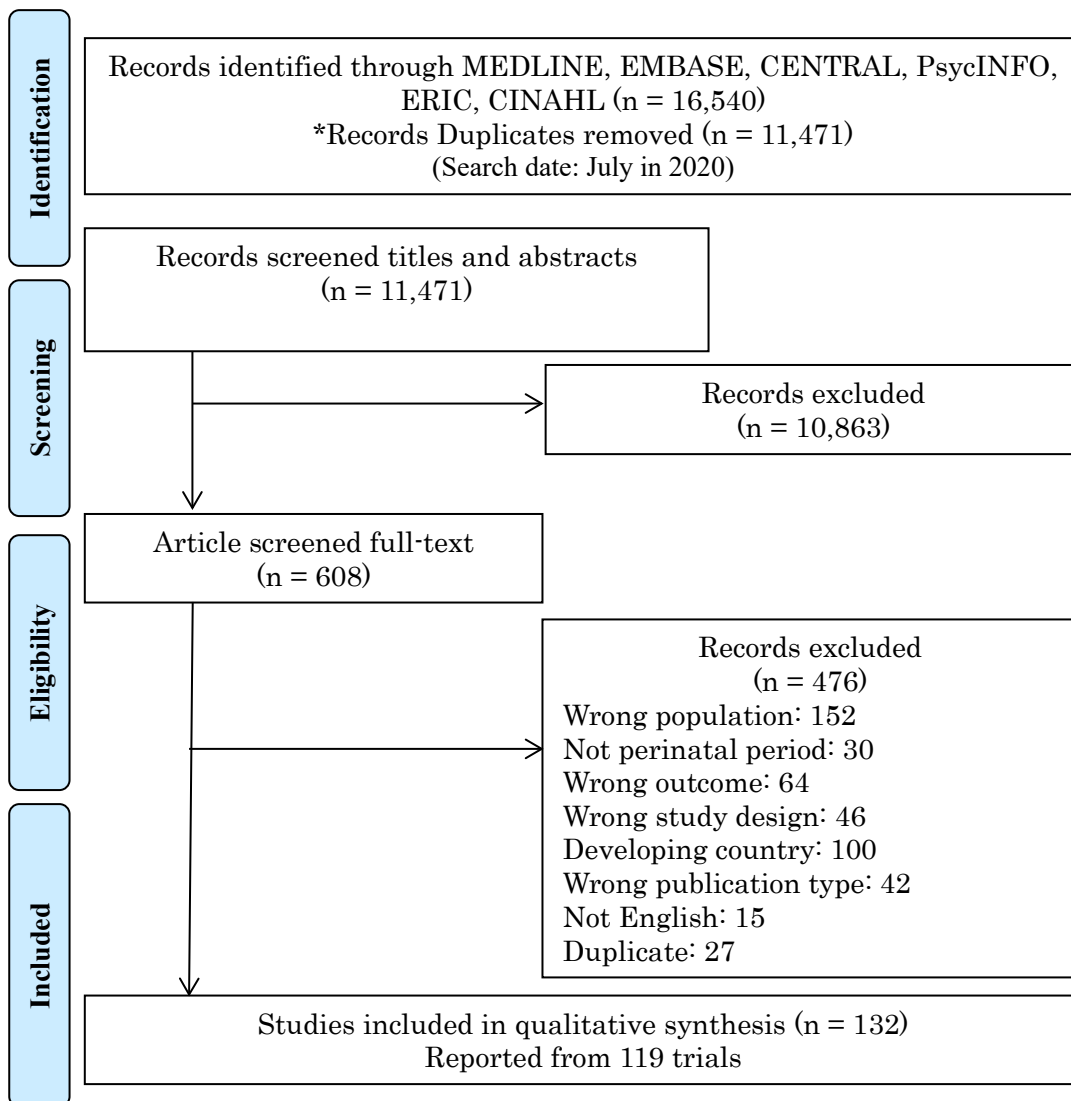 Identification
Records identified through MEDLINE, EMBASE, CENTRAL, PsycINFO,
ERIC, CINAHL (n = 16,540)
*Records Duplicates removed (n = 11,471)
(Search date: July in 2020)
Records screened titles and abstracts
(n = 11,471)
Screening
Records excluded
(n = 10,863)
Eligibility
Article screened full-text
(n = 608)
Records excluded
(n = 476)
Wrong population: 152
Not perinatal period: 30
Wrong outcome: 64
Wrong study design: 46
Developing country: 100
Wrong publication type: 42
Not English: 15
Duplicate: 27
Included
Studies included in qualitative synthesis (n = 132)
Reported from 119 trials